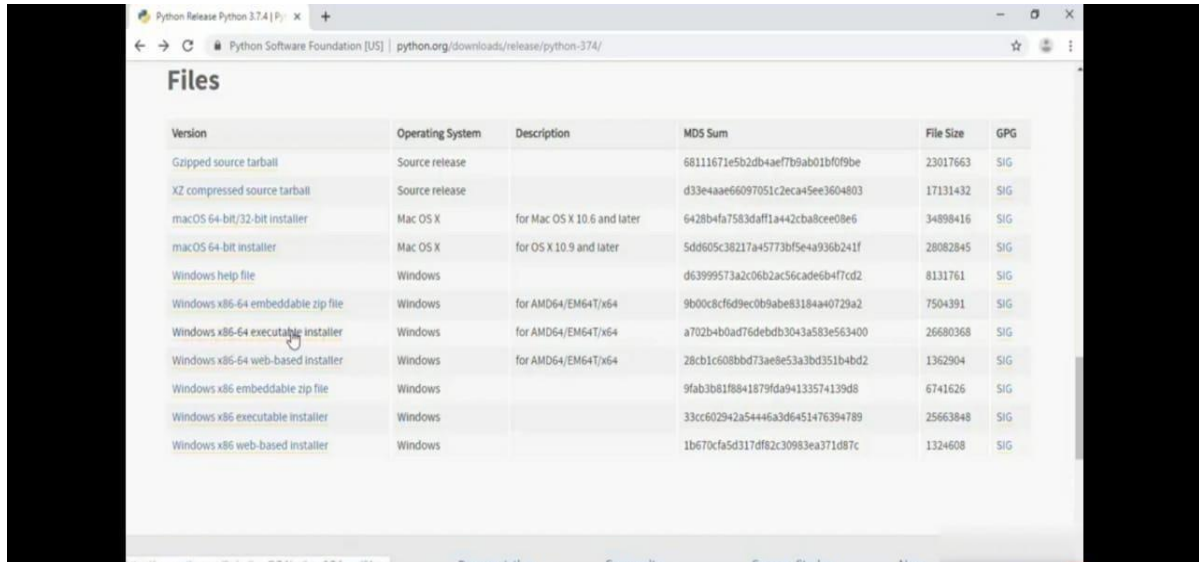 Python Release Python 3.7.4 | Py
Python Software Foundation [US] | python.org/downloads/release/python-374/
Files
Version Operating System Description MD5 Sum File Size GPG
Gzipped source tarball Source release 68111671e5b2db4aef7b9ab01bf0f9be 23017663 SIG
XZ compressed source tarball Source release d33e4aae66097051c2eca45ee3604803 17131432 SIG
macOS 64-bit/32-bit installer Mac OS X for Mac OS X 10.6 and later 6428b4fa7583daff1a442cba8cee08e6 34898416 SIG
macOS 64-bit installer Mac OS X for OS X 10.9 and later 5dd605c38217a45773bf5e4a936b241f 28082845 SIG
Windows help file Windows d63999573a2c06b2ac56cade6b4f7cd2 8131761 SIG
Windows x86-64 embeddable zip file Windows for AMD64/EM64T/x64 9b00c8cf6d9ec0b9abe83184a40729a2 7504391 SIG
Windows x86-64 executable installer Windows for AMD64/EM64T/x64 a702b4b0ad76debdb3043a583e563400 26680368 SIG
Windows x86-64 web-based installer Windows for AMD64/EM64T/x64 28cb1c608bbd73ae8e53a3bd351b4bd2 1362904 SIG
Windows x86 embeddable zip file Windows 9fab3b81f8841879fda94133574139d8 6741626 SIG
Windows x86 executable installer Windows 33cc602942a54446a3d6451476394789 25663848 SIG
Windows x86 web-based installer Windows 1b670cfa5d317df82c30983ea371d87c 1324608 SIG